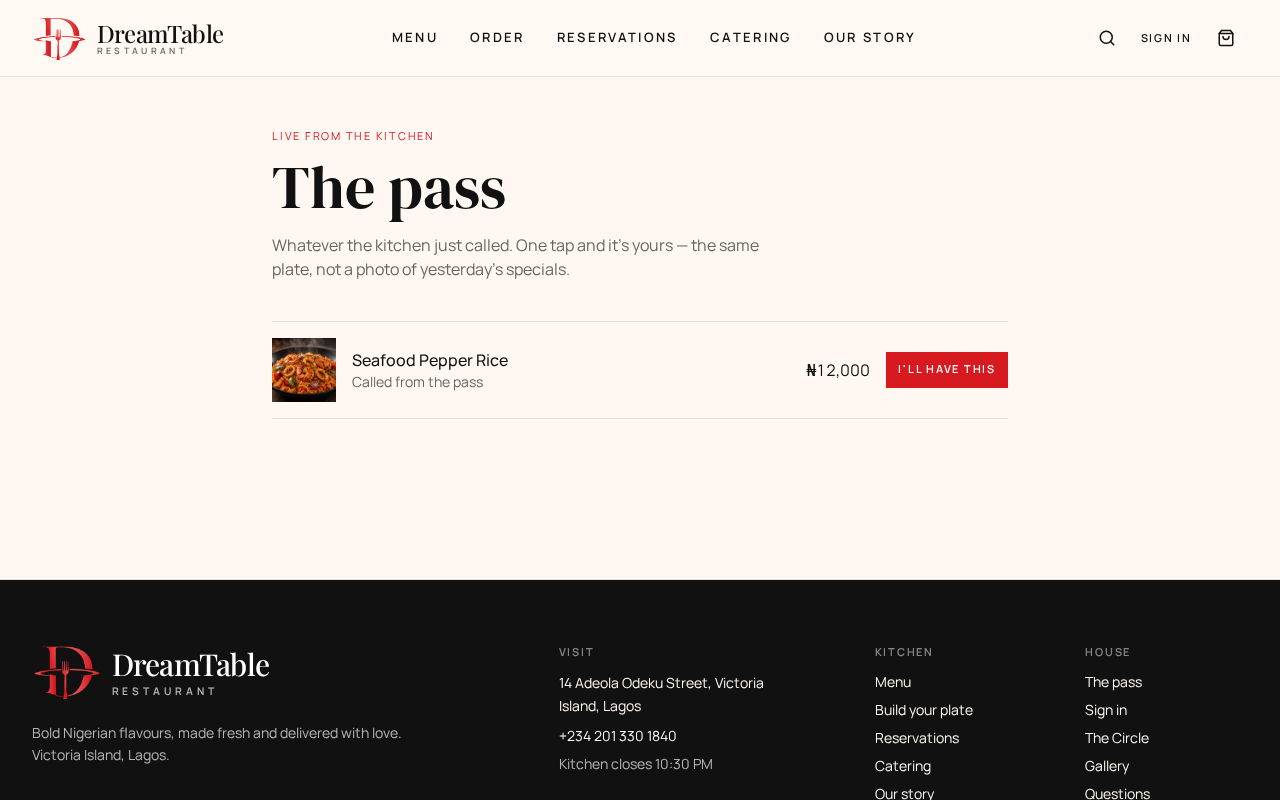 DreamTable
RESTAURANT
MENU
ORDER
RESERVATIONS
CATERING
OUR STORY
SIGN IN
LIVE FROM THE KITCHEN
The pass
Whatever the kitchen just called. One tap and it's yours — the same
plate, not a photo of yesterday's specials.
Seafood Pepper Rice
Called from the pass
₦12,000
I'LL HAVE THIS
DreamTable
RESTAURANT
Bold Nigerian flavours, made fresh and delivered with love.
Victoria Island, Lagos.
VISIT
14 Adeola Odeku Street, Victoria
Island, Lagos
+234 201 330 1840
Kitchen closes 10:30 PM
KITCHEN
Menu
Build your plate
Reservations
Catering
Our story
HOUSE
The pass
Sign in
The Circle
Gallery
Questions